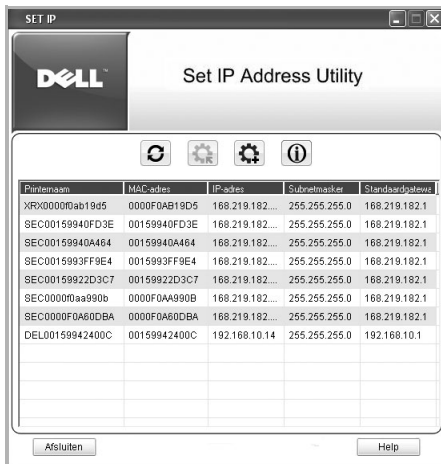 SET IP
DELL™
Set IP Address Utility
Printernaam MAC-adres IP-adres Subnetmasker Standaardgatewa
XRX0000f0ab19d5 0000F0AB19D5 168.219.182.... 255.255.255.0 168.219.182.1
SEC00159940FD3E 00159940FD3E 168.219.182.... 255.255.255.0 168.219.182.1
SEC00159940A464 00159940A464 168.219.182.... 255.255.255.0 168.219.182.1
SEC0015993FF9E4 0015993FF9E4 168.219.182.... 255.255.255.0 168.219.182.1
SEC00159922D3C7 00159922D3C7 168.219.182.... 255.255.255.0 168.219.182.1
SEC0000f0aa990b 0000F0AA990B 168.219.182.... 255.255.255.0 168.219.182.1
SEC0000F0A60DBA 0000F0A60DBA 168.219.182.... 255.255.255.0 168.219.182.1
DEL00159942400C 00159942400C 192.168.10.14 255.255.255.0 192.168.10.1
Afsluiten Help